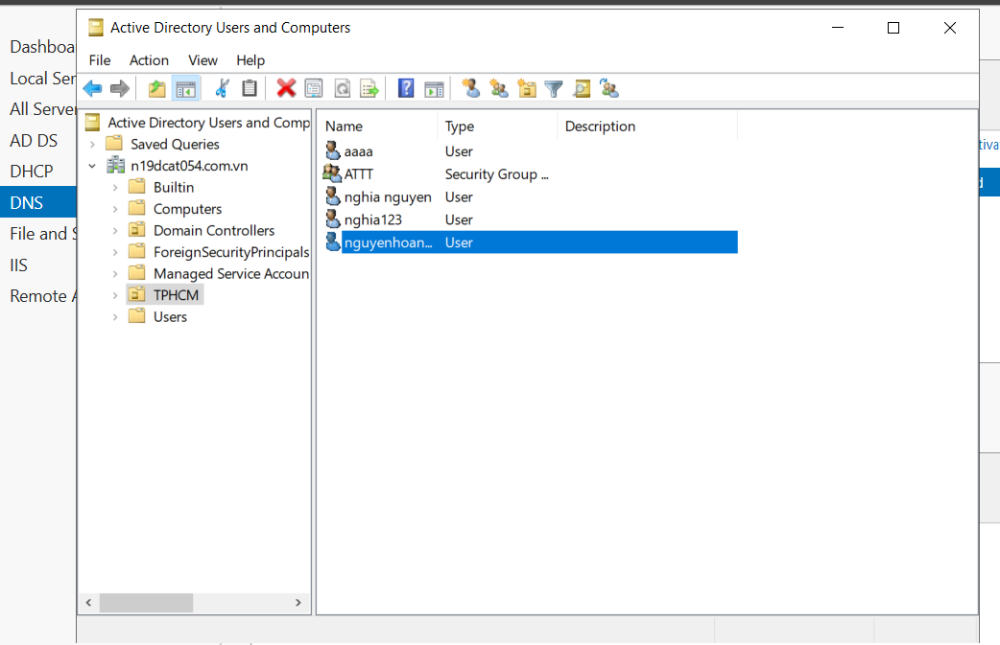 Active Directory Users and Computers
File Action View Help
Dashboa
Local Ser
All Server
AD DS
DHCP
DNS
File and S
IIS
Remote A
Active Directory Users and Comp
Saved Queries
n19dcat054.com.vn
Builtin
Computers
Domain Controllers
ForeignSecurityPrincipals
Managed Service Accoun
TPHCM
Users
Name Type Description
aaaa User
ATTT Security Group ...
nghia nguyen User
nghia123 User
nguyenhoan... User
tiva
d